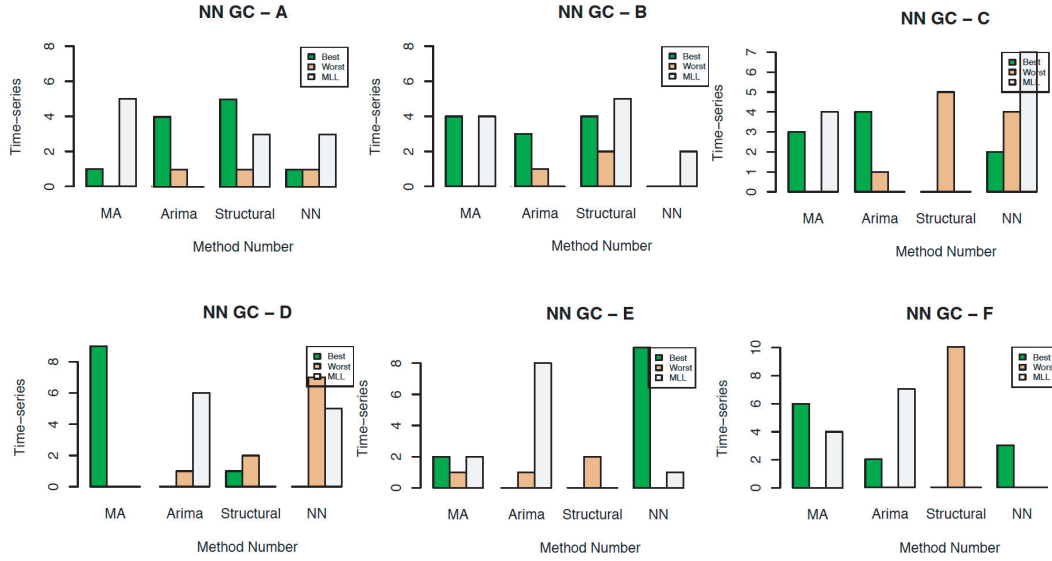 NN GC – A
8
6
4
2
0
Time–series
Best
Worst
MLL
MA Arima Structural NN
Method Number
NN GC – B
8
6
4
2
0
Time–series
Best
Worst
MLL
MA Arima Structural NN
Method Number
NN GC – C
7
6
5
4
3
2
1
0
Time–series
Best
Worst
MLL
MA Arima Structural NN
Method Number
NN GC – D
8
6
4
2
0
Time–series
Best
Worst
MLL
MA Arima Structural NN
Method Number
NN GC – E
8
6
4
2
0
Time–series
Best
Worst
MLL
MA Arima Structural NN
Method Number
NN GC – F
10
8
6
4
2
0
Time–series
Best
Worst
MLL
MA Arima Structural NN
Method Number